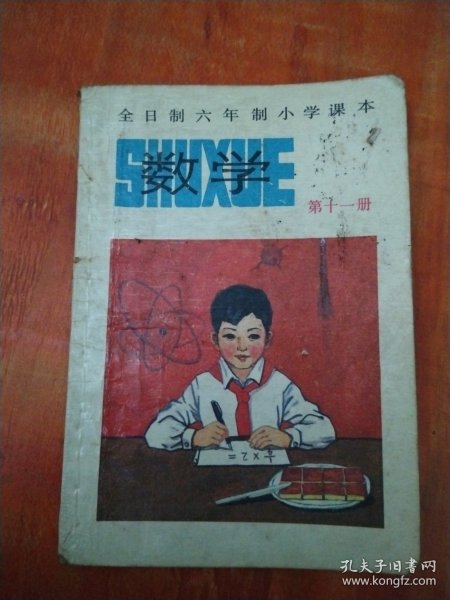 全日制六年制小学课本
SHUXUE
数学
第十一册
孔夫子旧书网
www.kongfz.com